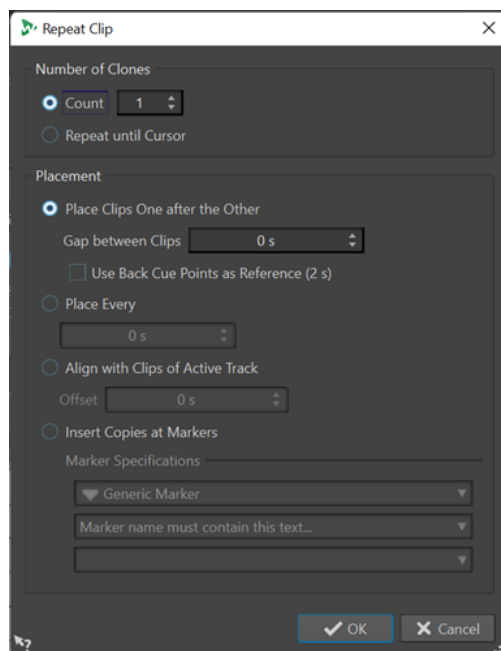 Repeat Clip
Number of Clones
Count 1
Repeat until Cursor
Placement
Place Clips One after the Other
Gap between Clips 0 s
Use Back Cue Points as Reference (2 s)
Place Every
0 s
Align with Clips of Active Track
Offset 0 s
Insert Copies at Markers
Marker Specifications
Generic Marker
Marker name must contain this text...
OK Cancel
?